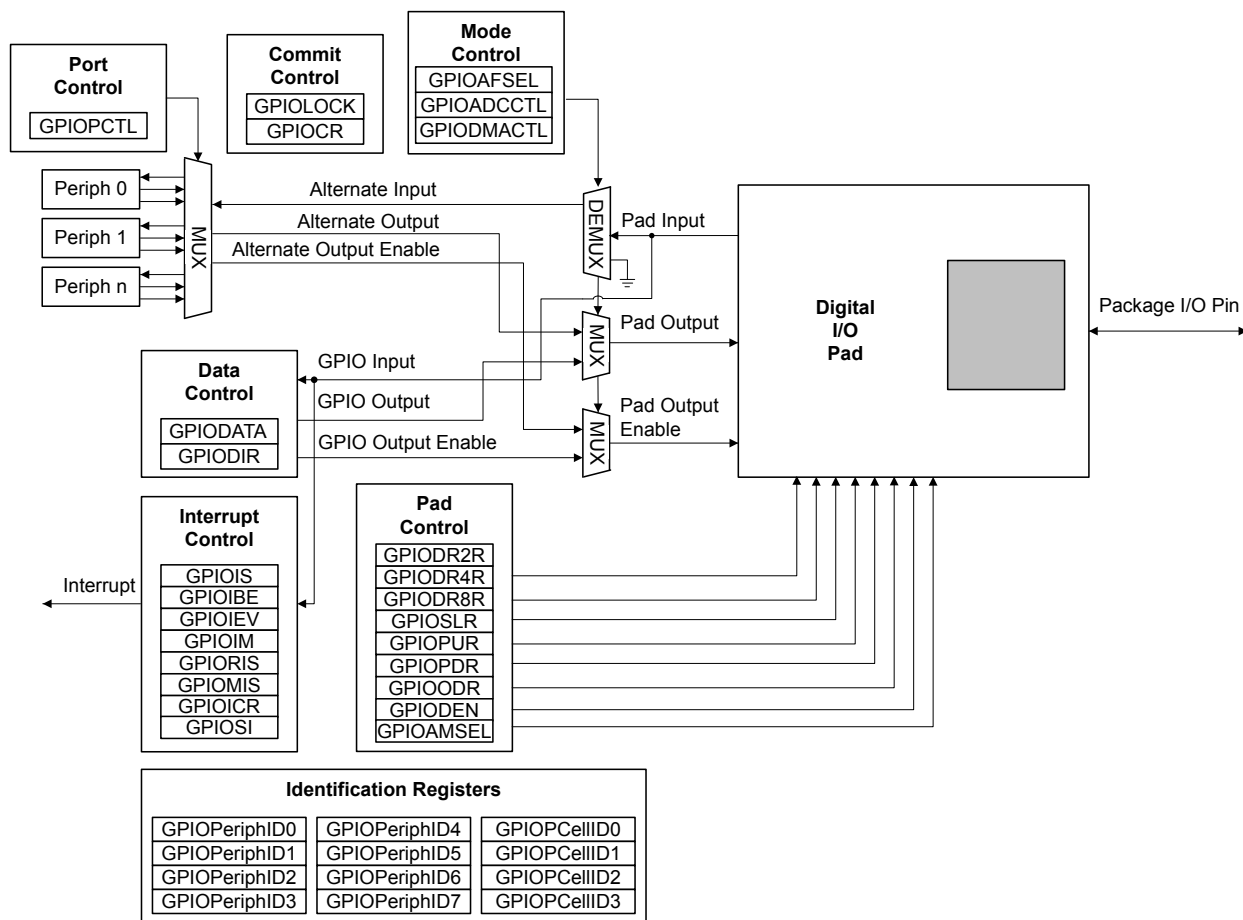 Port
Control
GPIOPCTL
Commit
Control
GPIOLOCK
GPIOCR
Mode
Control
GPIOAFSEL
GPIOADCCTL
GPIODMACTL
Periph 0
Periph 1
Periph n
MUX
Alternate Input
Alternate Output
Alternate Output Enable
DEMUX
Pad Input
MUX
Pad Output
MUX
Pad Output
Enable
Digital
I/O
Pad
Package I/O Pin
Data
Control
GPIODATA
GPIODIR
GPIO Input
GPIO Output
GPIO Output Enable
Interrupt
Control
GPIOIS
GPIOIBE
GPIOIEV
GPIOIM
GPIORIS
GPIOMIS
GPIOICR
GPIOSI
Interrupt
Pad
Control
GPIODR2R
GPIODR4R
GPIODR8R
GPIOSLR
GPIOPUR
GPIOPDR
GPIOODR
GPIODEN
GPIOAMSEL
Identification Registers
GPIOPeriphID0
GPIOPeriphID1
GPIOPeriphID2
GPIOPeriphID3
GPIOPeriphID4
GPIOPeriphID5
GPIOPeriphID6
GPIOPeriphID7
GPIOPCellID0
GPIOPCellID1
GPIOPCellID2
GPIOPCellID3